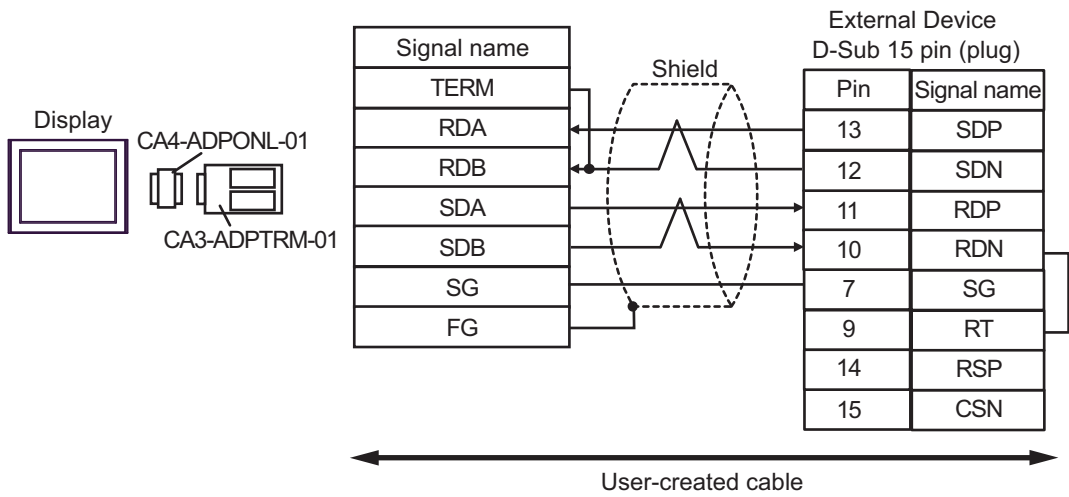 Display
CA4-ADPONL-01
CA3-ADPTRM-01
Signal name
TERM
RDA
RDB
SDA
SDB
SG
FG
Shield
External Device
D-Sub 15 pin (plug)
Pin Signal name
13 SDP
12 SDN
11 RDP
10 RDN
7 SG
9 RT
14 RSP
15 CSN
User-created cable